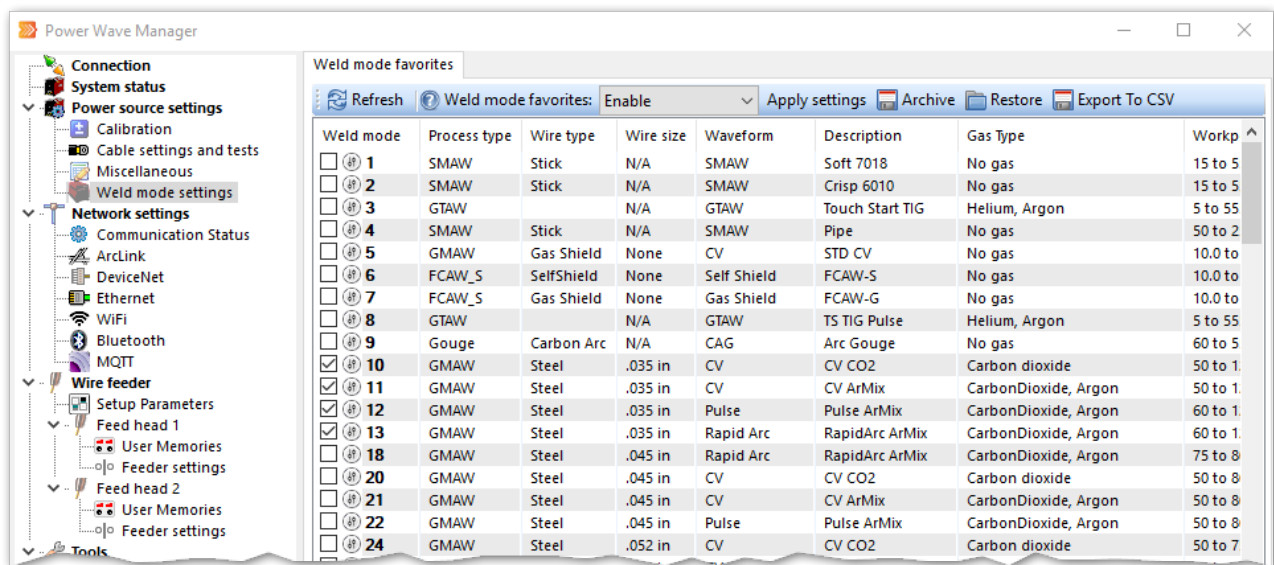 Power Wave Manager
Connection
System status
Power source settings
Calibration
Cable settings and tests
Miscellaneous
Weld mode settings
Network settings
Communication Status
ArcLink
DeviceNet
Ethernet
WiFi
Bluetooth
MQTT
Wire feeder
Setup Parameters
Feed head 1
User Memories
Feeder settings
Feed head 2
User Memories
Feeder settings
Tools
Weld mode favorites
Refresh Weld mode favorites: Enable Apply settings Archive Restore Export To CSV
Weld mode Process type Wire type Wire size Waveform Description Gas Type Workp
1 SMAW Stick N/A SMAW Soft 7018 No gas 15 to 5
2 SMAW Stick N/A SMAW Crisp 6010 No gas 15 to 5
3 GTAW N/A GTAW Touch Start TIG Helium, Argon 5 to 55
4 SMAW Stick N/A SMAW Pipe No gas 50 to 2
5 GMAW Gas Shield None CV STD CV No gas 10.0 to
6 FCAW_S SelfShield None Self Shield FCAW-S No gas 10.0 to
7 FCAW_S Gas Shield None Gas Shield FCAW-G No gas 10.0 to
8 GTAW N/A GTAW TS TIG Pulse Helium, Argon 5 to 55
9 Gouge Carbon Arc N/A CAG Arc Gouge No gas 60 to 5
10 GMAW Steel .035 in CV CV CO2 Carbon dioxide 50 to 1
11 GMAW Steel .035 in CV CV ArMix CarbonDioxide, Argon 50 to 1
12 GMAW Steel .035 in Pulse Pulse ArMix CarbonDioxide, Argon 60 to 1
13 GMAW Steel .035 in Rapid Arc RapidArc ArMix CarbonDioxide, Argon 60 to 1
18 GMAW Steel .045 in Rapid Arc RapidArc ArMix CarbonDioxide, Argon 75 to 8
20 GMAW Steel .045 in CV CV CO2 Carbon dioxide 50 to 8
21 GMAW Steel .045 in CV CV ArMix CarbonDioxide, Argon 50 to 8
22 GMAW Steel .045 in Pulse Pulse ArMix CarbonDioxide, Argon 50 to 8
24 GMAW Steel .052 in CV CV CO2 Carbon dioxide 50 to 7